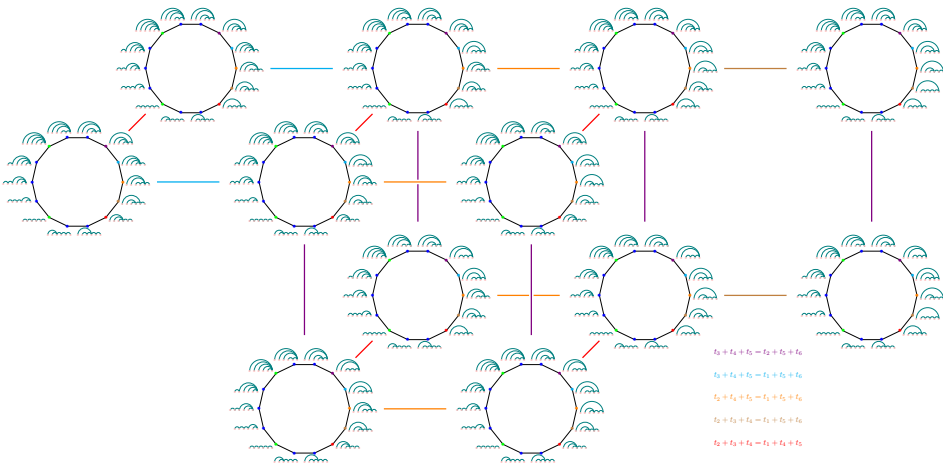 t₃ + t₄ + t₅ = t₂ + t₅ + t₆
t₃ + t₄ + t₅ = t₁ + t₅ + t₆
t₂ + t₄ + t₅ = t₁ + t₅ + t₆
t₂ + t₃ + t₄ = t₁ + t₅ + t₆
t₂ + t₃ + t₄ = t₁ + t₄ + t₅